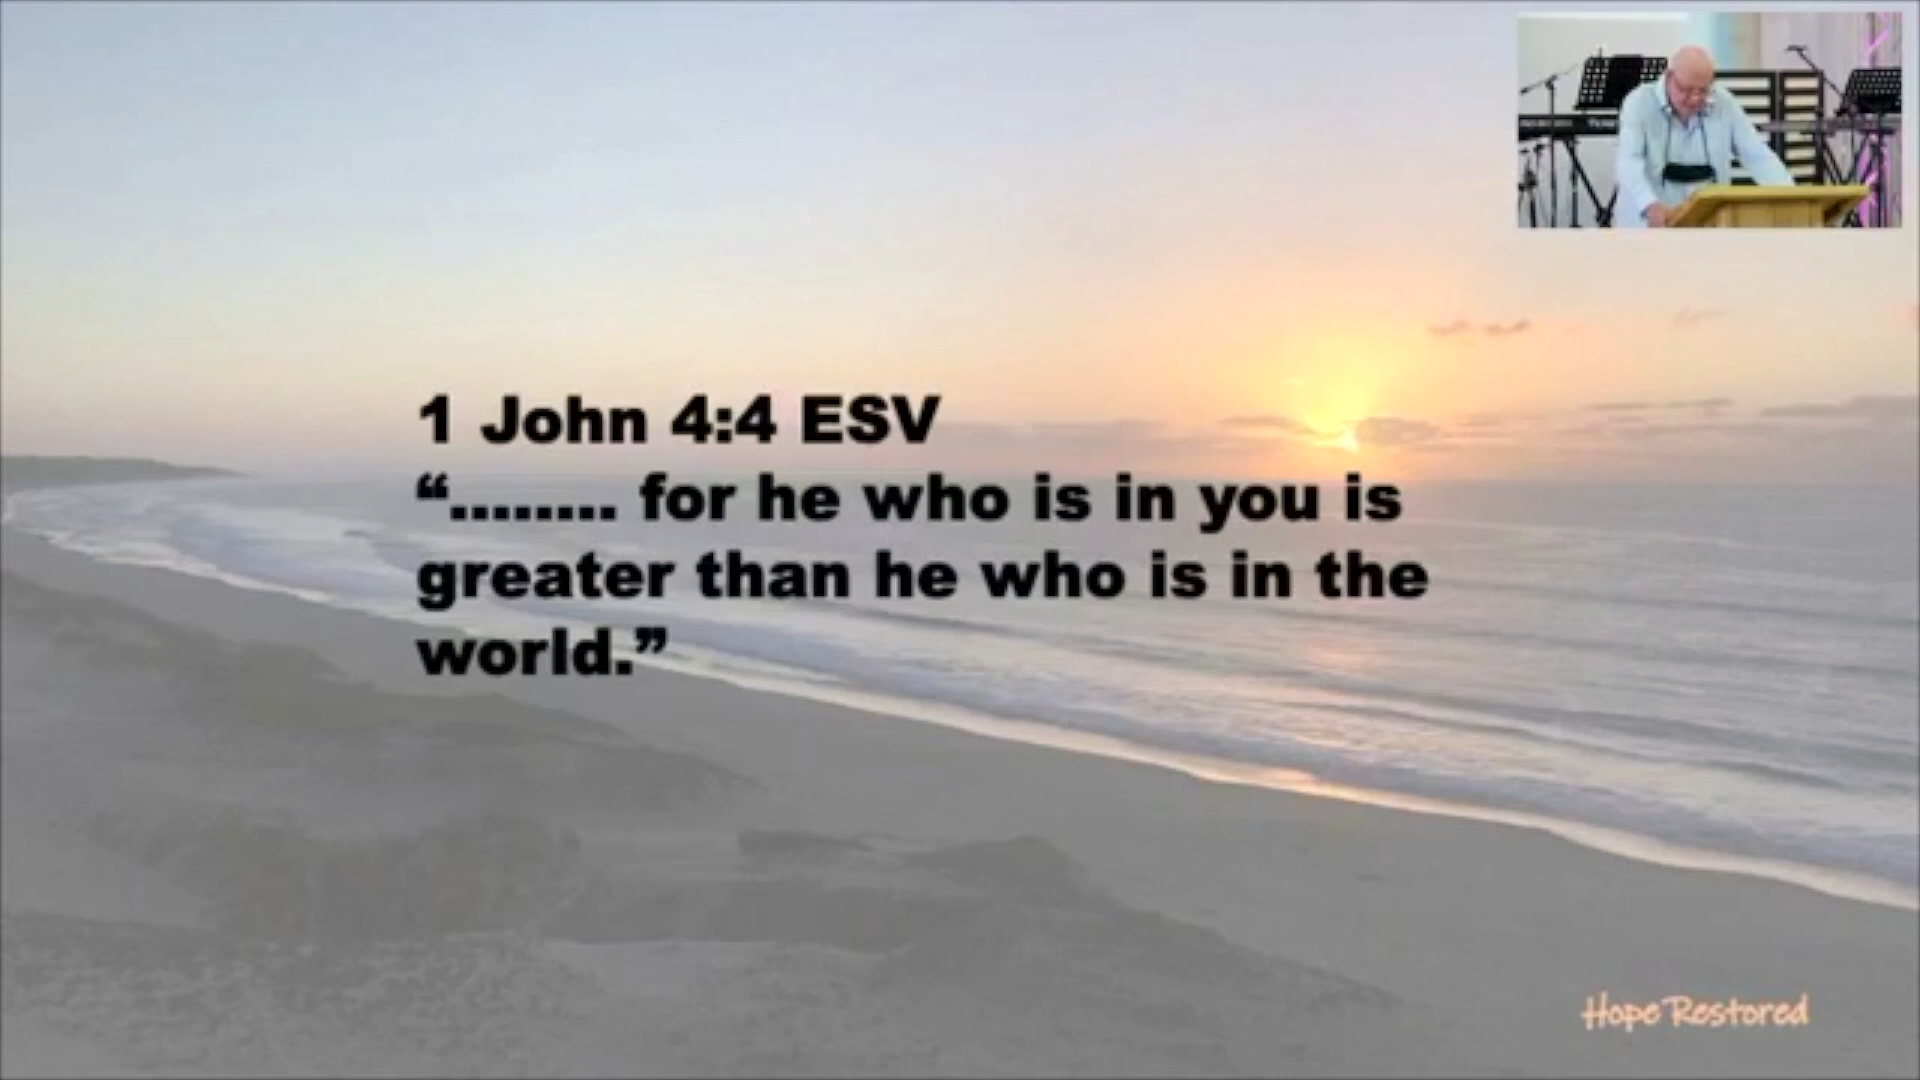 1 John 4:4 ESV
“........ for he who is in you is
greater than he who is in the
world.”
Hope Restored